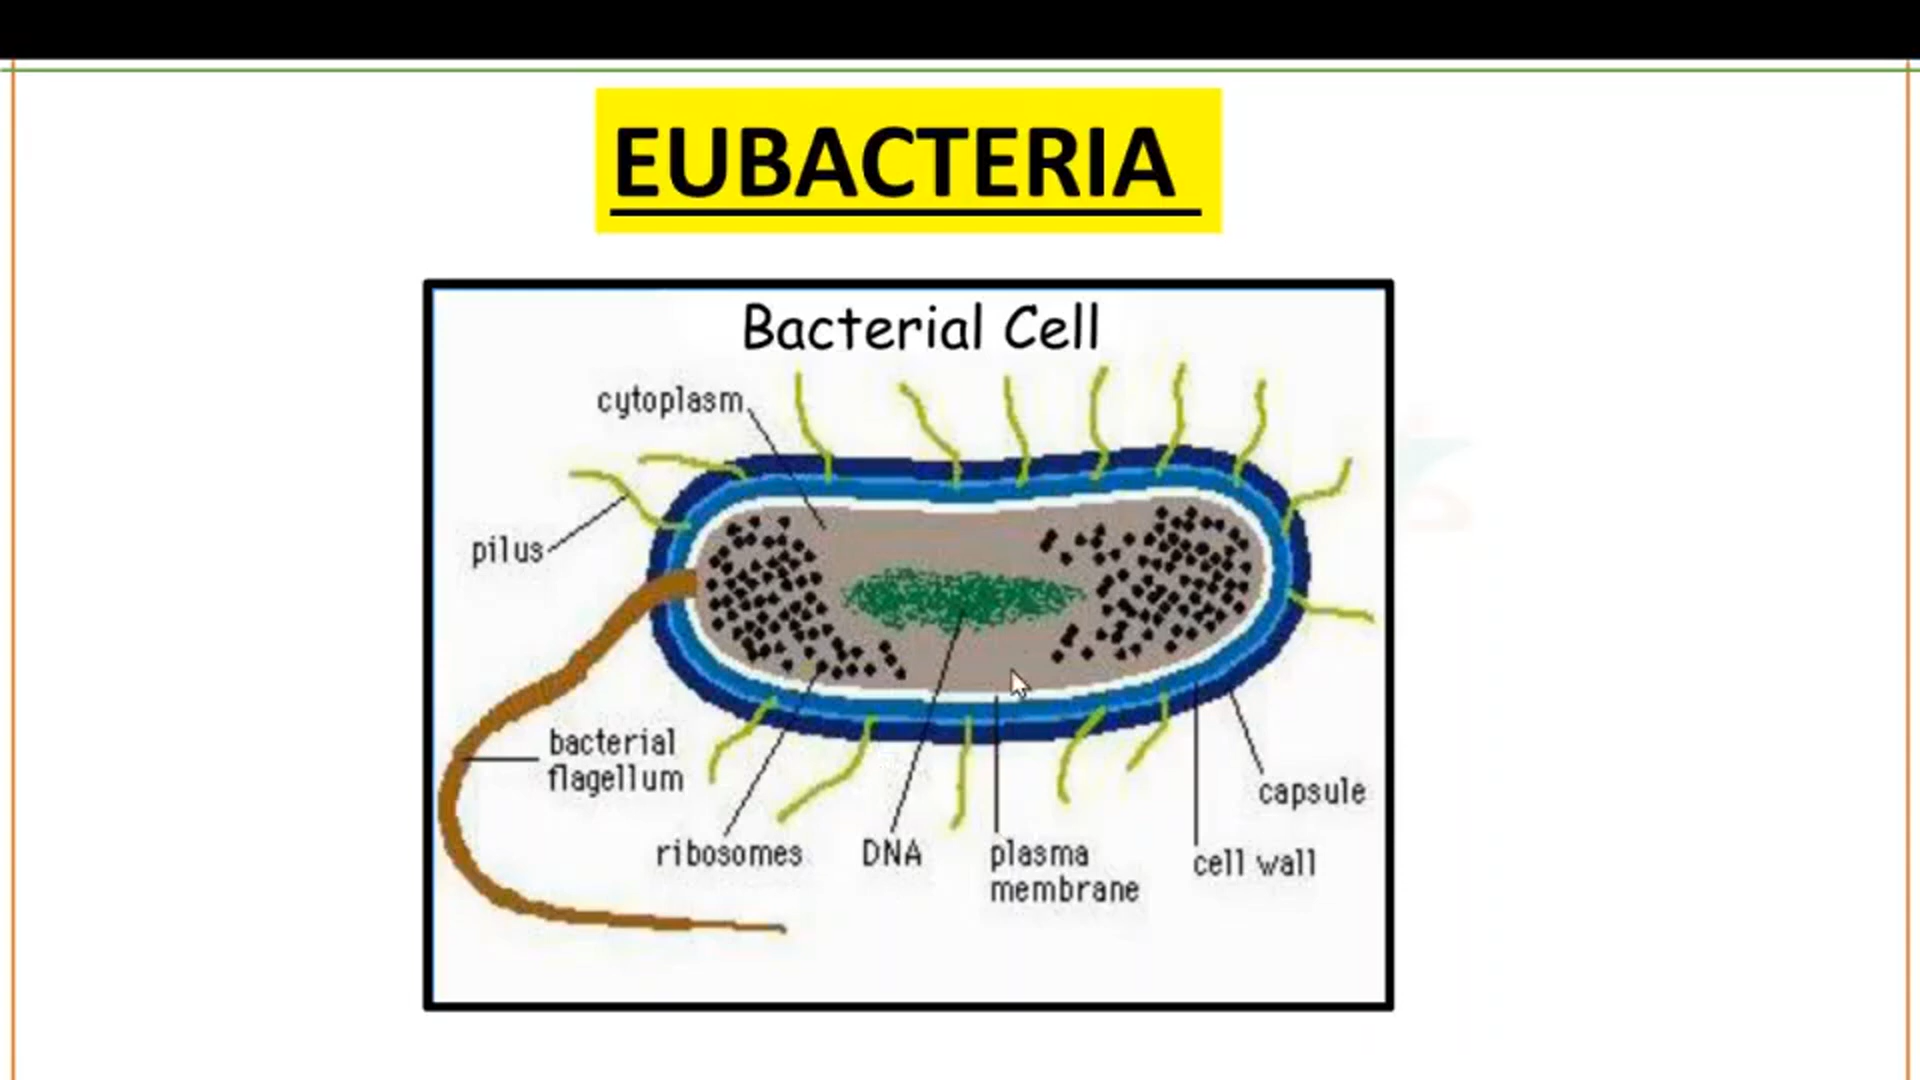 EUBACTERIA
Bacterial Cell
cytoplasm
pilus
bacterial
flagellum
ribosomes
DNA
plasma
membrane
cell wall
capsule